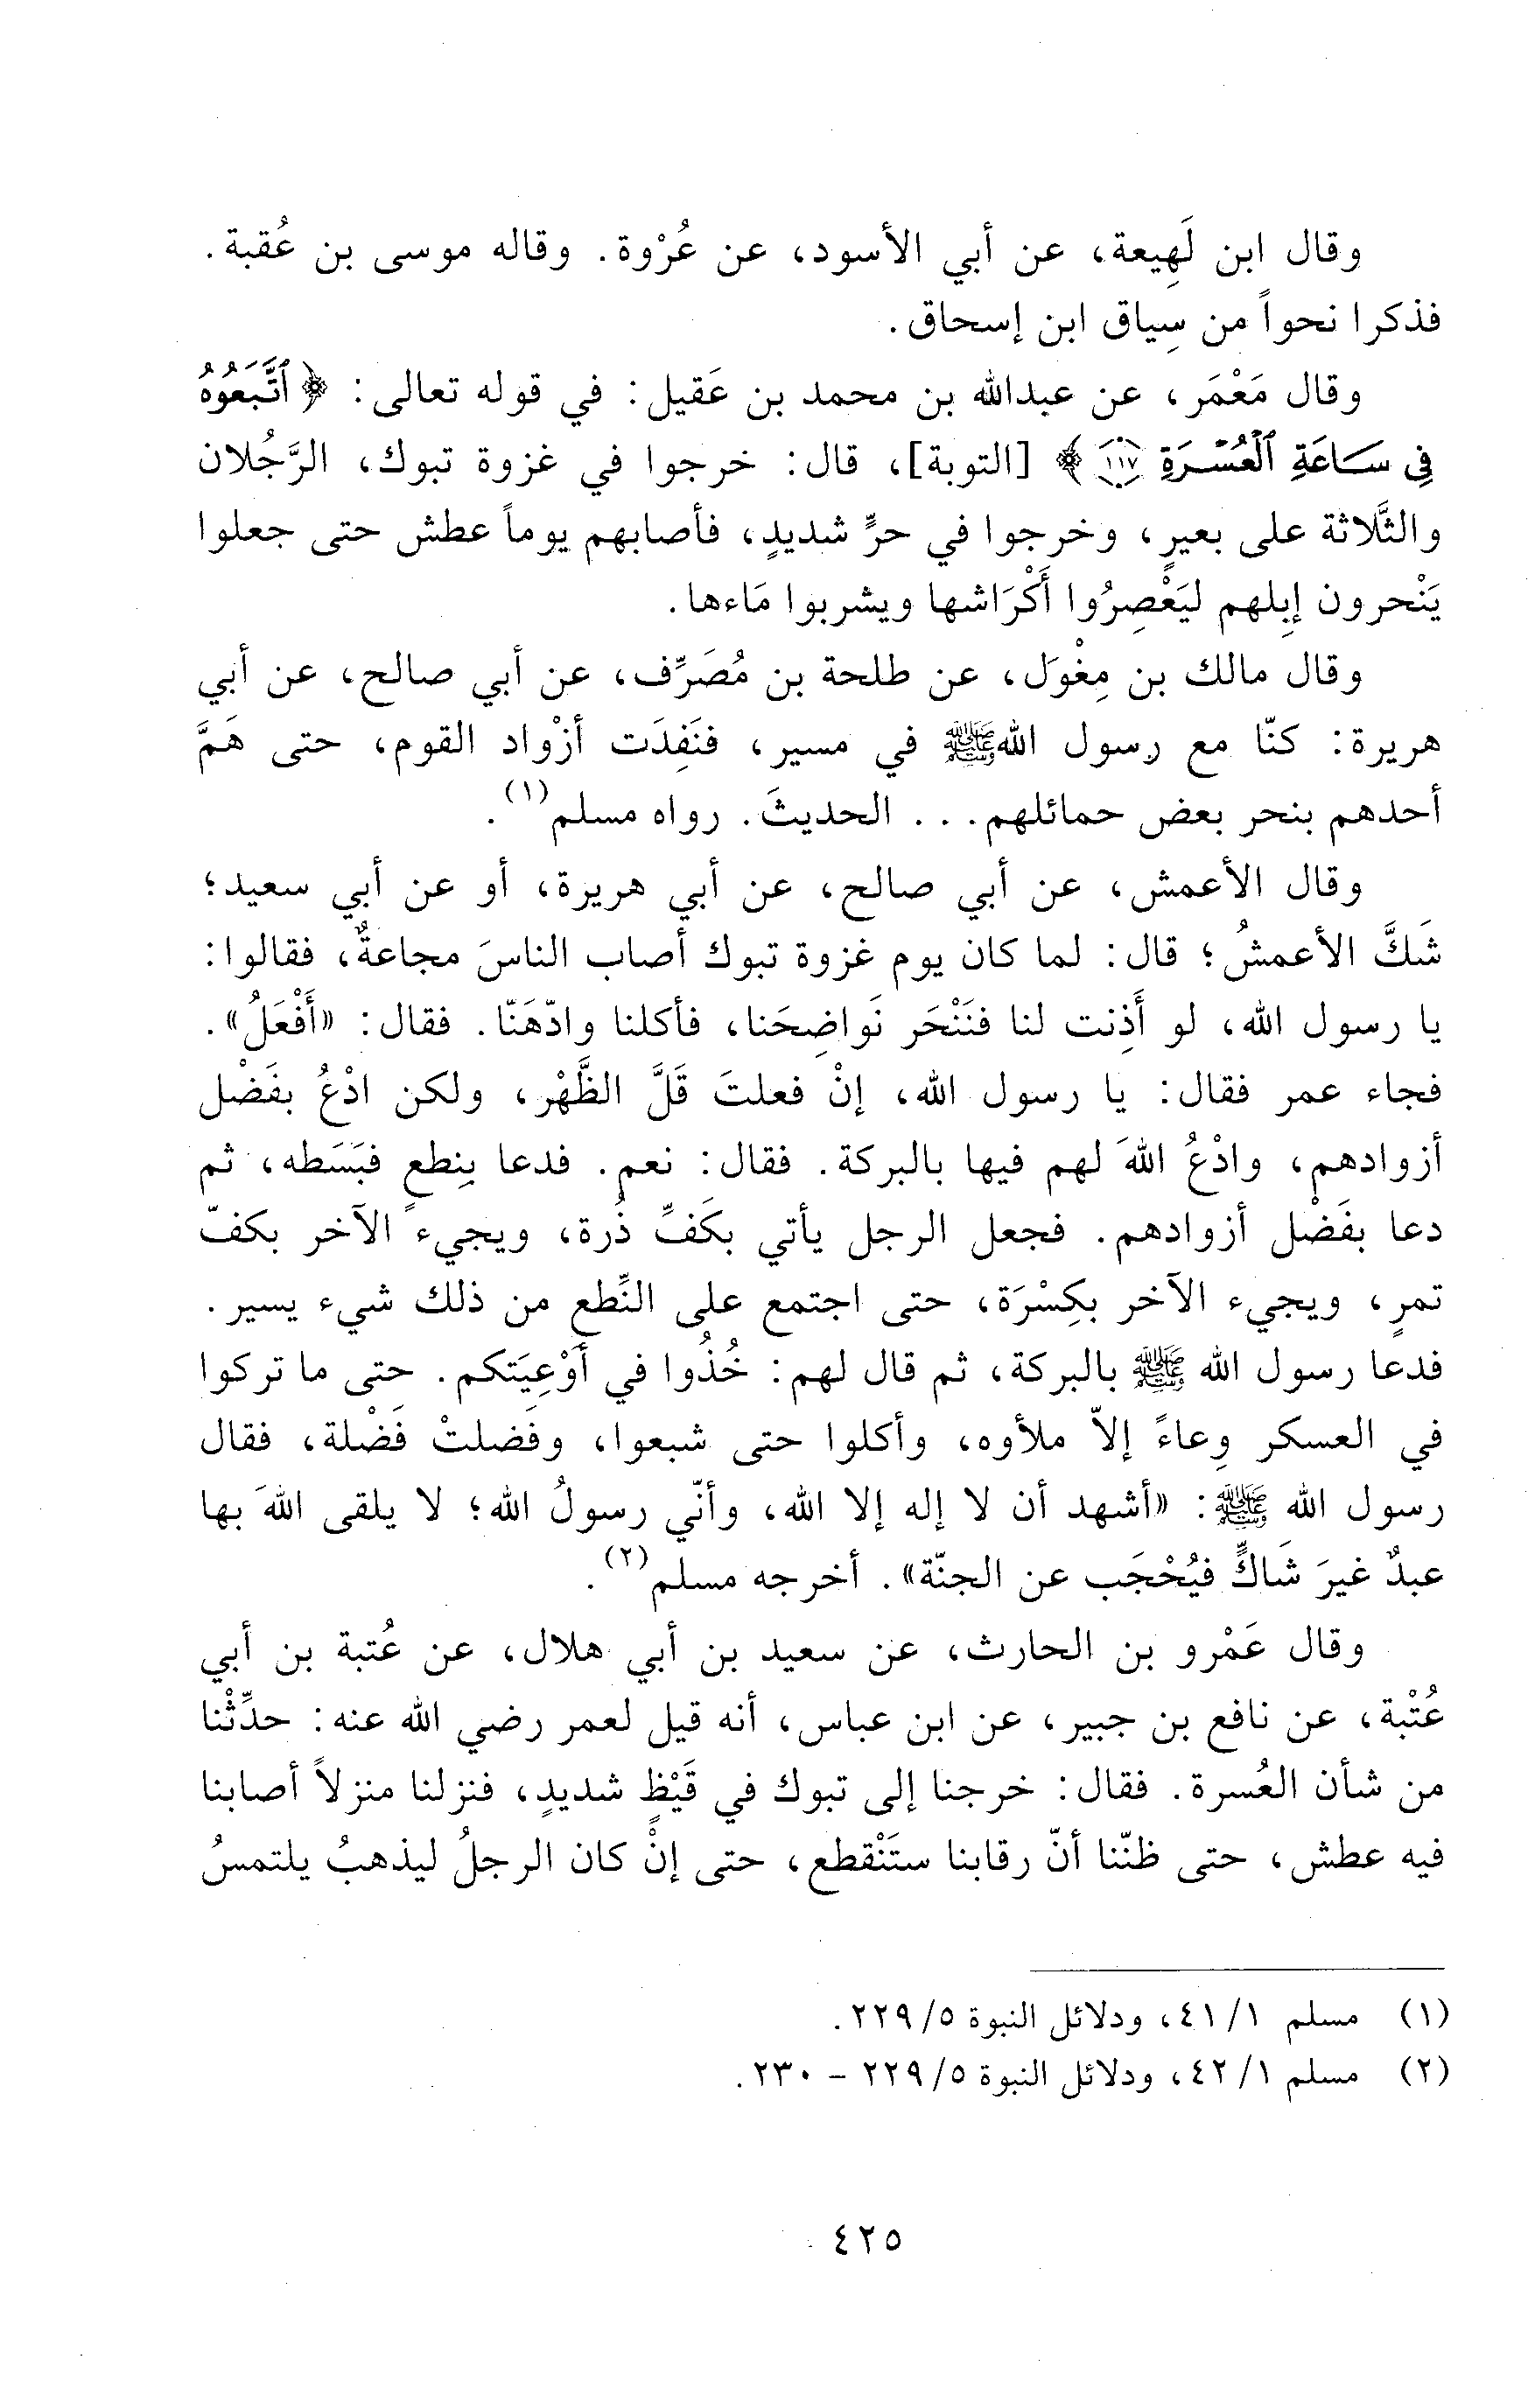 وقال ابن لَهِيعة، عن أبي الأسود، عن عُرْوة. وقاله موسى بن عُقبة.
فذكرا نحواً من سِياق ابن إسحاق.
وقال مَعْمَر، عن عبدالله بن محمد بن عَقيل: في قوله تعالى: ﴿ ٱتَّبَعُوهُ
فِى سَاعَةِ ٱلْعُسْرَةِ ١١٧ ﴾ [التوبة]، قال: خرجوا في غزوة تبوك، الرَّجُلان
والثَّلاثة على بعيرٍ، وخرجوا في حرٍّ شديدٍ، فأصابهم يوماً عطش حتى جعلوا
يَنْحرون إِبِلهم ليَعْصِرُوا أَكْرَاشها ويشربوا مَاءها.
وقال مالك بن مِغْوَل، عن طلحة بن مُصَرِّف، عن أبي صالح، عن أبي
هريرة: كنّا مع رسول الله ﷺ في مسير، فنَفِدَت أزْواد القوم، حتى هَمَّ
أحدهم بنحر بعض حمائلهم... الحديثَ. رواه مسلم(١).
وقال الأعمش، عن أبي صالح، عن أبي هريرة، أو عن أبي سعيد؛
شَكَّ الأعمشُ؛ قال: لما كان يوم غزوة تبوك أصاب الناسَ مجاعةٌ، فقالوا:
يا رسول الله، لو أَذِنت لنا فنَنْحَر نَواضِحَنا، فأكلنا وادّهَنّا. فقال: «أَفْعَلُ».
فجاء عمر فقال: يا رسول الله، إنْ فعلتَ قَلَّ الظَّهْر، ولكن ادْعُ بفَضْل
أزوادهم، وادْعُ اللهَ لهم فيها بالبركة. فقال: نعم. فدعا بِنطعٍ فبَسَطه، ثم
دعا بفَضْل أزوادهم. فجعل الرجل يأتي بكَفِّ ذُرة، ويجيء الآخر بكفّ
تمرٍ، ويجيء الآخر بكِسْرَة، حتى اجتمع على النِّطع من ذلك شيء يسير.
فدعا رسول الله ﷺ بالبركة، ثم قال لهم: خُذُوا في أَوْعِيَتكم. حتى ما تركوا
في العسكر وِعاءً إلاّ ملأوه، وأكلوا حتى شبعوا، وفَضلتْ فَضْلة، فقال
رسول الله ﷺ: «أشهد أن لا إله إلا الله، وأنّي رسولُ الله؛ لا يلقى اللهَ بها
عبدٌ غيرَ شَاكٍّ فيُحْجَب عن الجنّة». أخرجه مسلم(٢).
وقال عَمْرو بن الحارث، عن سعيد بن أبي هلال، عن عُتبة بن أبي
عُتْبة، عن نافع بن جبير، عن ابن عباس، أنه قيل لعمر رضي الله عنه: حدِّثْنا
من شأن العُسرة. فقال: خرجنا إلى تبوك في قَيْظٍ شديدٍ، فنزلنا منزلاً أصابنا
فيه عطش، حتى ظنّنا أنّ رقابنا ستَنْقطع، حتى إنْ كان الرجلُ ليذهبُ يلتمسُ
(١) مسلم ١/ ٤١، ودلائل النبوة ٥/ ٢٢٩.
(٢) مسلم ١/ ٤٢، ودلائل النبوة ٥/ ٢٢٩ - ٢٣٠.
٤٢٥